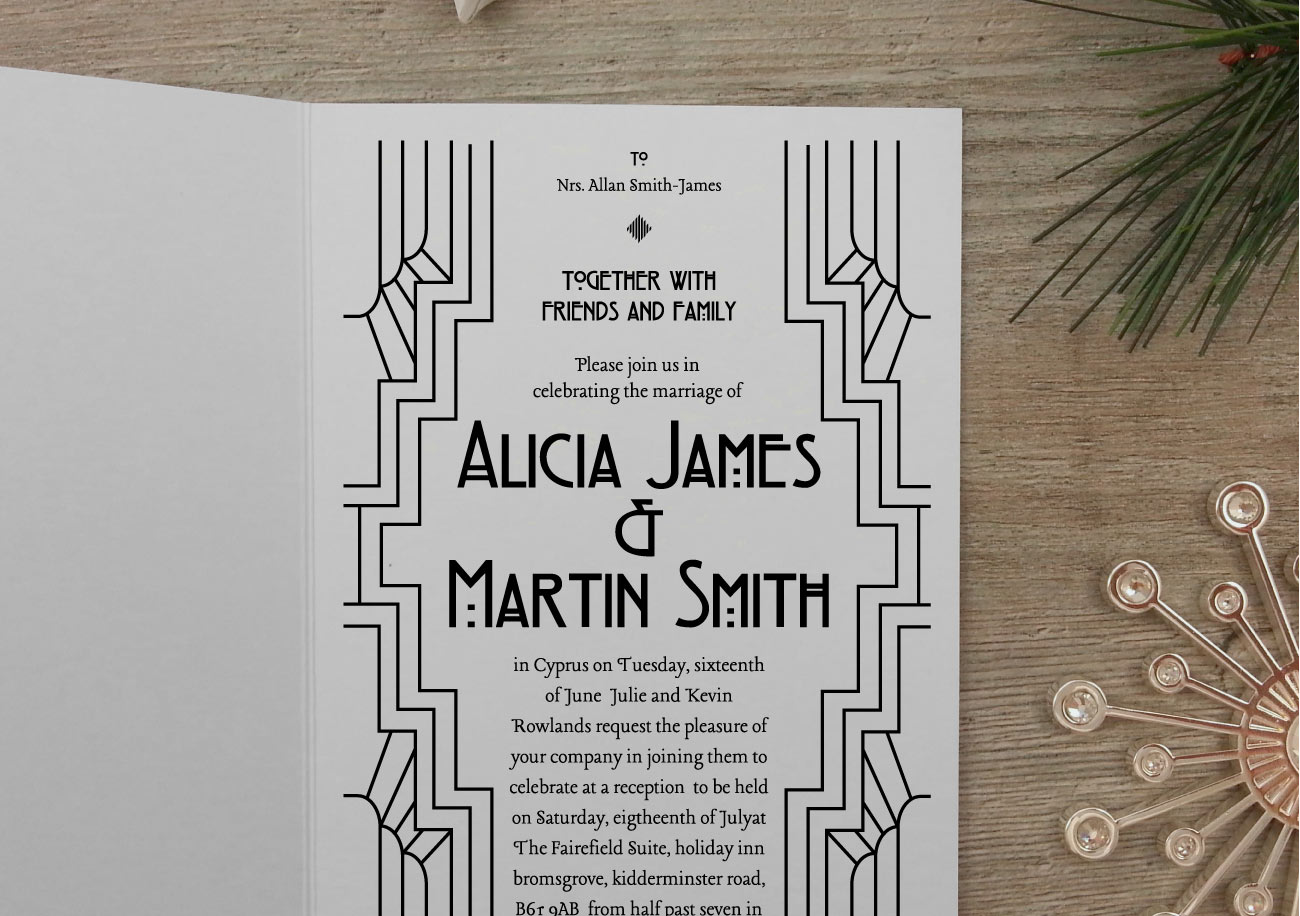 To
Nrs. Allan Smith-James
TOGETHER WITH
FRIENDS AND FAMILY
Please join us in
celebrating the marriage of
ALICIA JAMES
&
MARTIN SMITH
in Cyprus on Tuesday, sixteenth
of June Julie and Kevin
Rowlands request the pleasure of
your company in joining them to
celebrate at a reception to be held
on Saturday, eigtheenth of Julyat
The Fairefield Suite, holiday inn
bromsgrove, kidderminster road,
B61 9AB from half past seven in